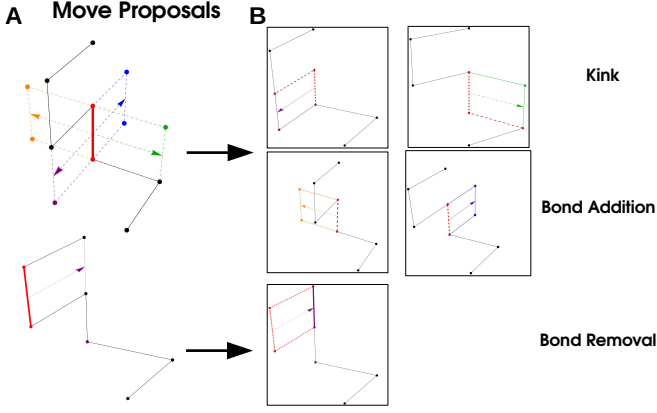 A
Move Proposals
B
Kink
Bond Addition
Bond Removal